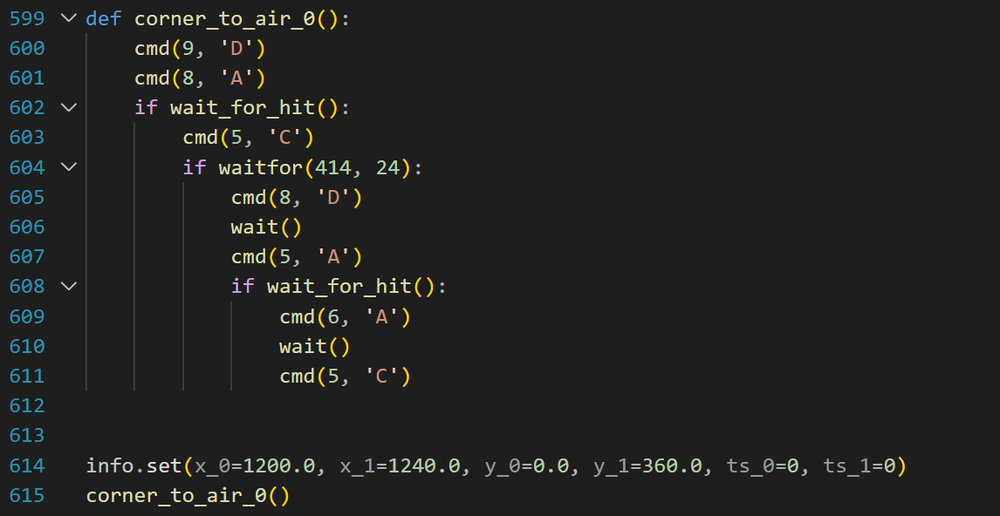 599 def corner_to_air_0():
600     cmd(9, 'D')
601     cmd(8, 'A')
602     if wait_for_hit():
603         cmd(5, 'C')
604         if waitfor(414, 24):
605             cmd(8, 'D')
606             wait()
607             cmd(5, 'A')
608             if wait_for_hit():
609                 cmd(6, 'A')
610                 wait()
611                 cmd(5, 'C')
612
613
614 info.set(x_0=1200.0, x_1=1240.0, y_0=0.0, y_1=360.0, ts_0=0, ts_1=0)
615 corner_to_air_0()